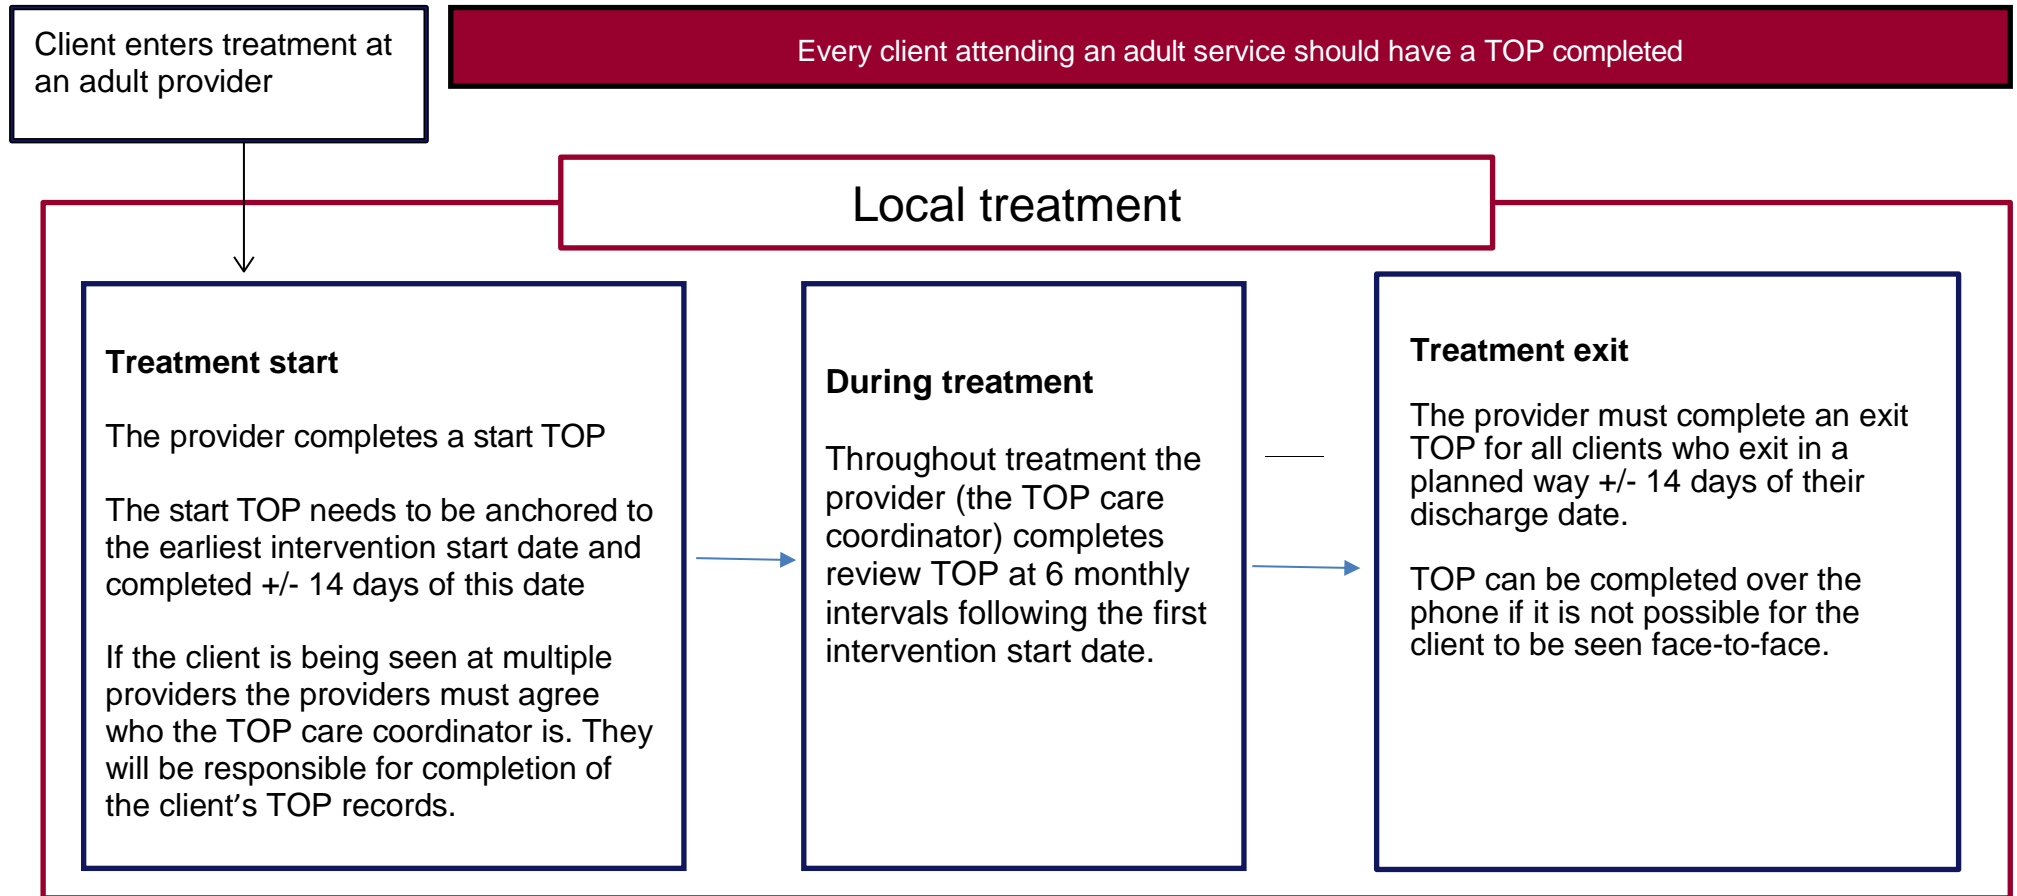 Client enters treatment at
an adult provider
Every client attending an adult service should have a TOP completed
Local treatment
Treatment start
The provider completes a start TOP
The start TOP needs to be anchored to
the earliest intervention start date and
completed +/- 14 days of this date
If the client is being seen at multiple
providers the providers must agree
who the TOP care coordinator is. They
will be responsible for completion of
the client’s TOP records.
During treatment
Throughout treatment the
provider (the TOP care
coordinator) completes
review TOP at 6 monthly
intervals following the first
intervention start date.
Treatment exit
The provider must complete an exit
TOP for all clients who exit in a
planned way +/- 14 days of their
discharge date.
TOP can be completed over the
phone if it is not possible for the
client to be seen face-to-face.